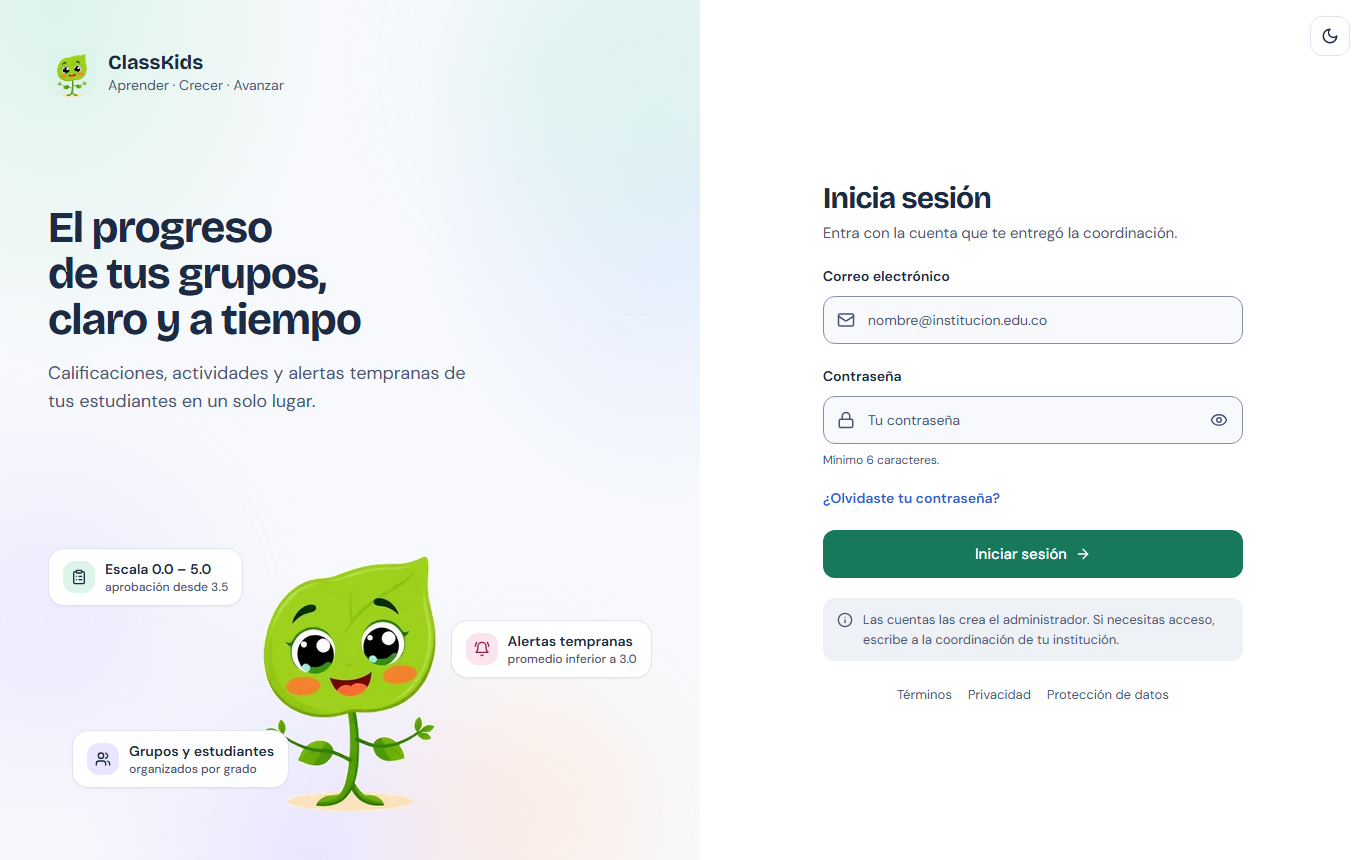 ClassKids
Aprender · Crecer · Avanzar
El progreso
de tus grupos,
claro y a tiempo
Calificaciones, actividades y alertas tempranas de
tus estudiantes en un solo lugar.
Escala 0.0 – 5.0
aprobación desde 3.5
Alertas tempranas
promedio inferior a 3.0
Grupos y estudiantes
organizados por grado
Inicia sesión
Entra con la cuenta que te entregó la coordinación.
Correo electrónico
nombre@institucion.edu.co
Contraseña
Tu contraseña
Mínimo 6 caracteres.
¿Olvidaste tu contraseña?
Iniciar sesión →
Las cuentas las crea el administrador. Si necesitas acceso,
escribe a la coordinación de tu institución.
Términos Privacidad Protección de datos